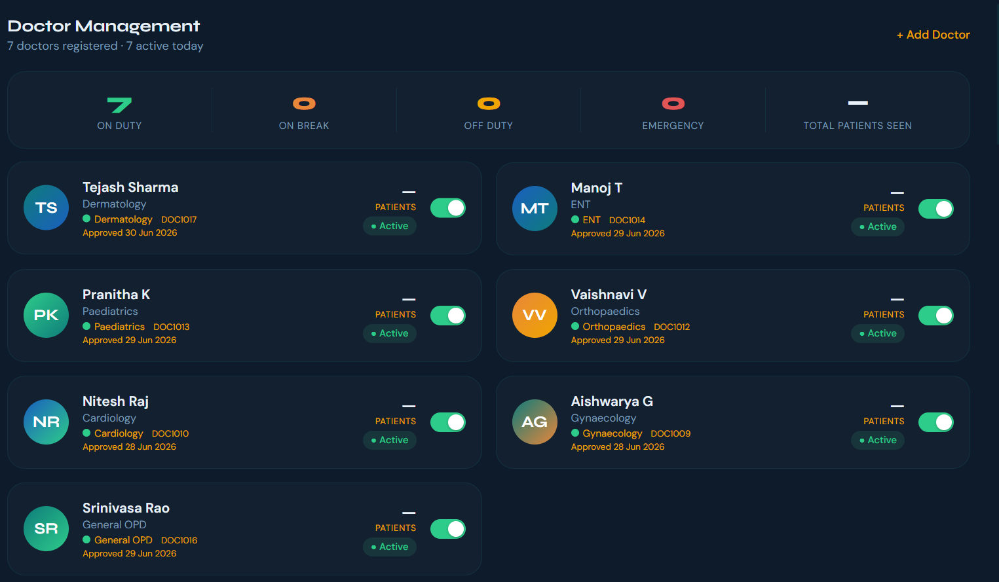 Doctor Management
7 doctors registered · 7 active today
+ Add Doctor
7
ON DUTY
0
ON BREAK
0
OFF DUTY
0
EMERGENCY
—
TOTAL PATIENTS SEEN
TS
Tejash Sharma
Dermatology
Dermatology DOC1017
Approved 30 Jun 2026
—
PATIENTS
● Active
MT
Manoj T
ENT
ENT DOC1014
Approved 29 Jun 2026
—
PATIENTS
● Active
PK
Pranitha K
Paediatrics
Paediatrics DOC1013
Approved 29 Jun 2026
—
PATIENTS
● Active
VV
Vaishnavi V
Orthopaedics
Orthopaedics DOC1012
Approved 29 Jun 2026
—
PATIENTS
● Active
NR
Nitesh Raj
Cardiology
Cardiology DOC1010
Approved 28 Jun 2026
—
PATIENTS
● Active
AG
Aishwarya G
Gynaecology
Gynaecology DOC1009
Approved 28 Jun 2026
—
PATIENTS
● Active
SR
Srinivasa Rao
General OPD
General OPD DOC1016
Approved 29 Jun 2026
—
PATIENTS
● Active